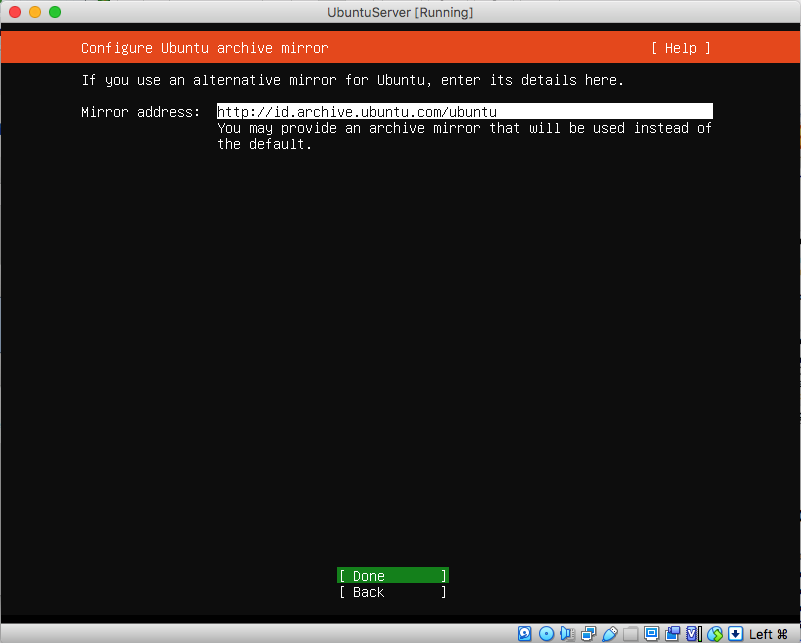 UbuntuServer [Running]
Configure Ubuntu archive mirror [ Help ]
If you use an alternative mirror for Ubuntu, enter its details here.
Mirror address: http://id.archive.ubuntu.com/ubuntu
You may provide an archive mirror that will be used instead of
the default.
[ Done ]
[ Back ]
Left ⌘